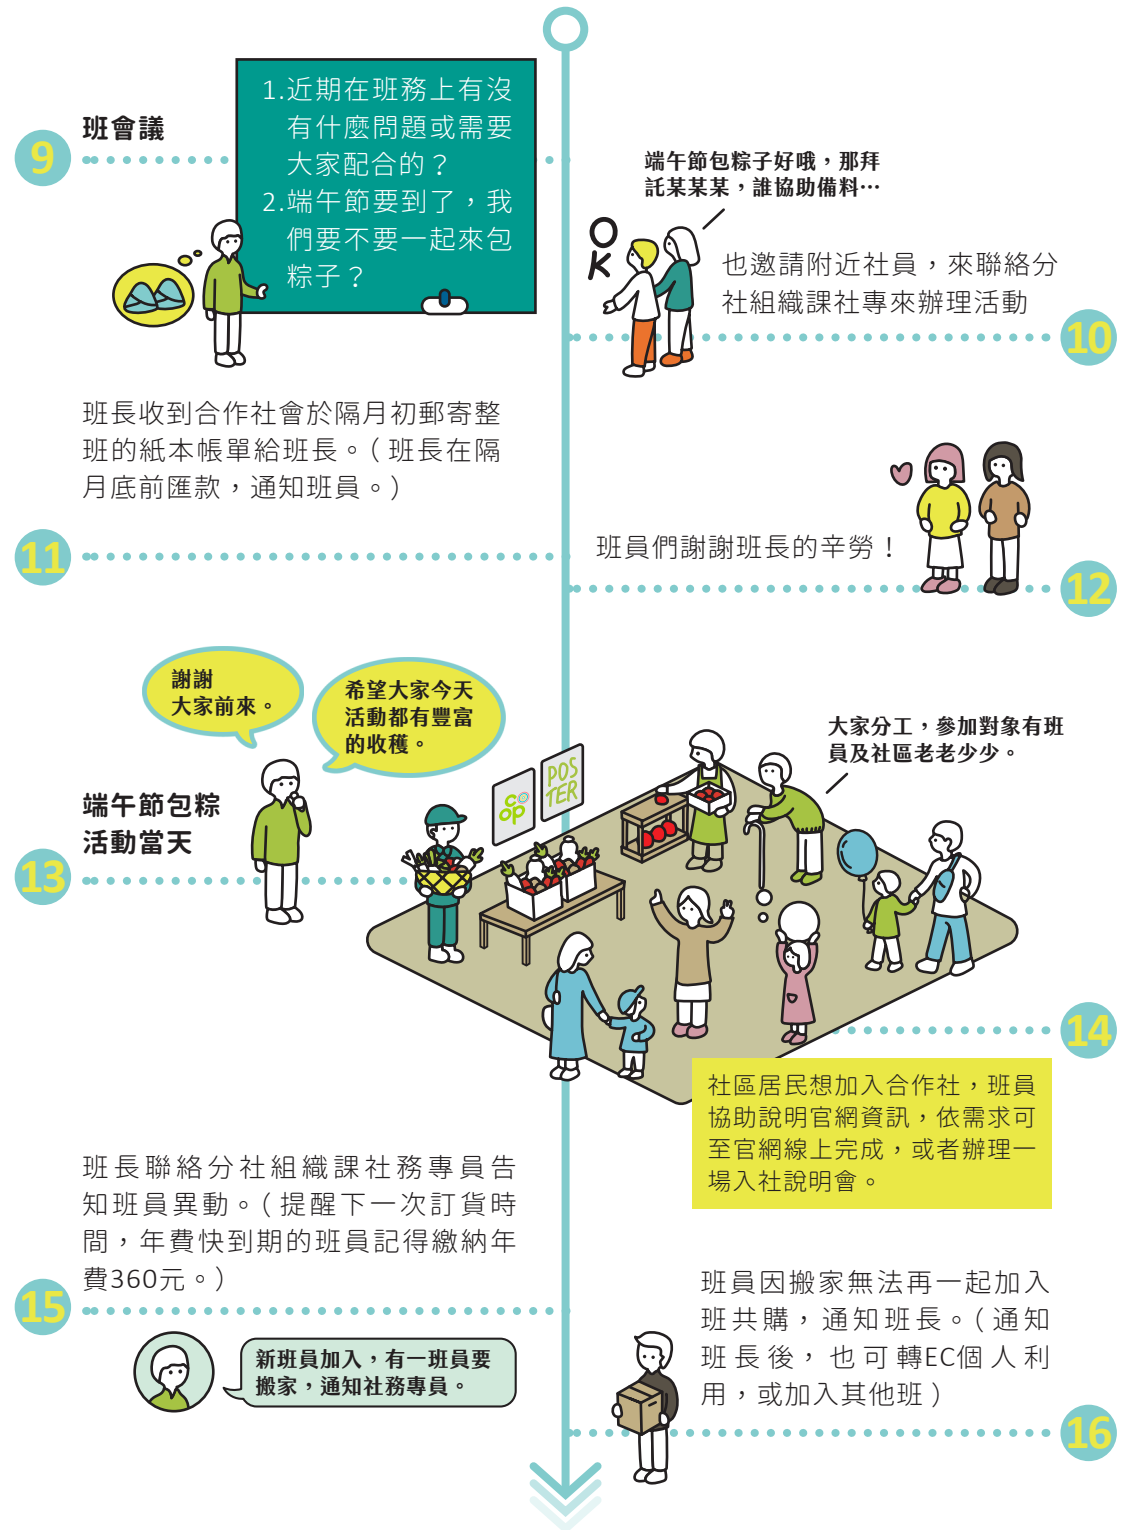 班會議
9
1.近期在班務上有沒
有什麼問題或需要
大家配合的？
2.端午節要到了，我
們要不要一起來包
粽子？
端午節包粽子好哦，那拜
託某某某，誰協助備料…
OK
也邀請附近社員，來聯絡分
社組織課社專來辦理活動
10
班長收到合作社會於隔月初郵寄整
班的紙本帳單給班長。（班長在隔
月底前匯款，通知班員。）
11
班員們謝謝班長的辛勞！
12
謝謝
大家前來。
希望大家今天
活動都有豐富
的收穫。
端午節包粽
活動當天
13
coop
POSTER
大家分工，參加對象有班
員及社區老老少少。
14
社區居民想加入合作社，班員
協助說明官網資訊，依需求可
至官網線上完成，或者辦理一
場入社說明會。
班長聯絡分社組織課社務專員告
知班員異動。（提醒下一次訂貨時
間，年費快到期的班員記得繳納年
費360元。）
15
新班員加入，有一班員要
搬家，通知社務專員。
班員因搬家無法再一起加入
班共購，通知班長。（通知
班長後，也可轉EC個人利
用，或加入其他班）
16